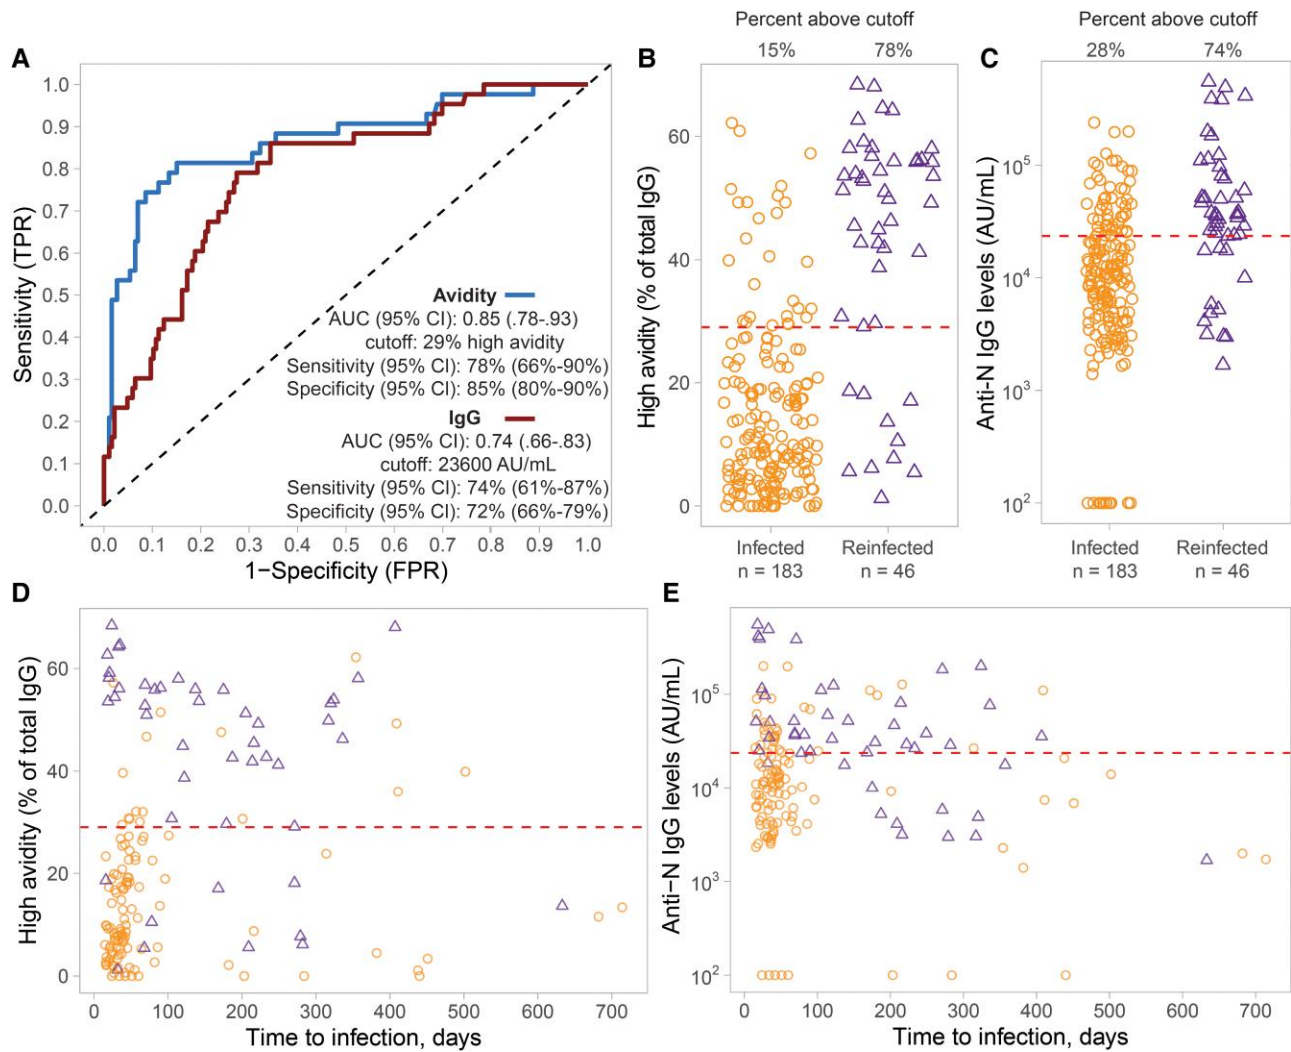 A
Sensitivity (TPR)
1.0
0.9
0.8
0.7
0.6
0.5
0.4
0.3
0.2
0.1
0.0
Avidity
AUC (95% CI): 0.85 (.78-.93)
cutoff: 29% high avidity
Sensitivity (95% CI): 78% (66%-90%)
Specificity (95% CI): 85% (80%-90%)
IgG
AUC (95% CI): 0.74 (.66-.83)
cutoff: 23600 AU/mL
Sensitivity (95% CI): 74% (61%-87%)
Specificity (95% CI): 72% (66%-79%)
0.0 0.1 0.2 0.3 0.4 0.5 0.6 0.7 0.8 0.9 1.0
1−Specificity (FPR)
B
Percent above cutoff
15% 78%
High avidity (% of total IgG)
60
40
20
0
Infected Reinfected
n = 183 n = 46
C
Percent above cutoff
28% 74%
Anti-N IgG levels (AU/mL)
10⁵
10⁴
10³
10²
Infected Reinfected
n = 183 n = 46
D
High avidity (% of total IgG)
60
40
20
0
0 100 200 300 400 500 600 700
Time to infection, days
E
Anti−N IgG levels (AU/mL)
10⁵
10⁴
10³
10²
0 100 200 300 400 500 600 700
Time to infection, days